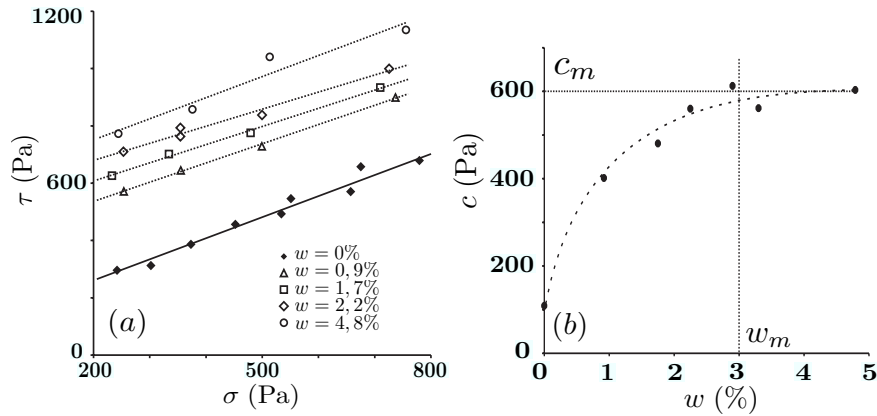 1200
600
0
τ (Pa)
200
500
800
σ (Pa)
(a)
w = 0%
w = 0,9%
w = 1,7%
w = 2,2%
w = 4,8%
c (Pa)
600
400
200
0
c_m
w_m
(b)
0 1 2 3 4 5
w (%)